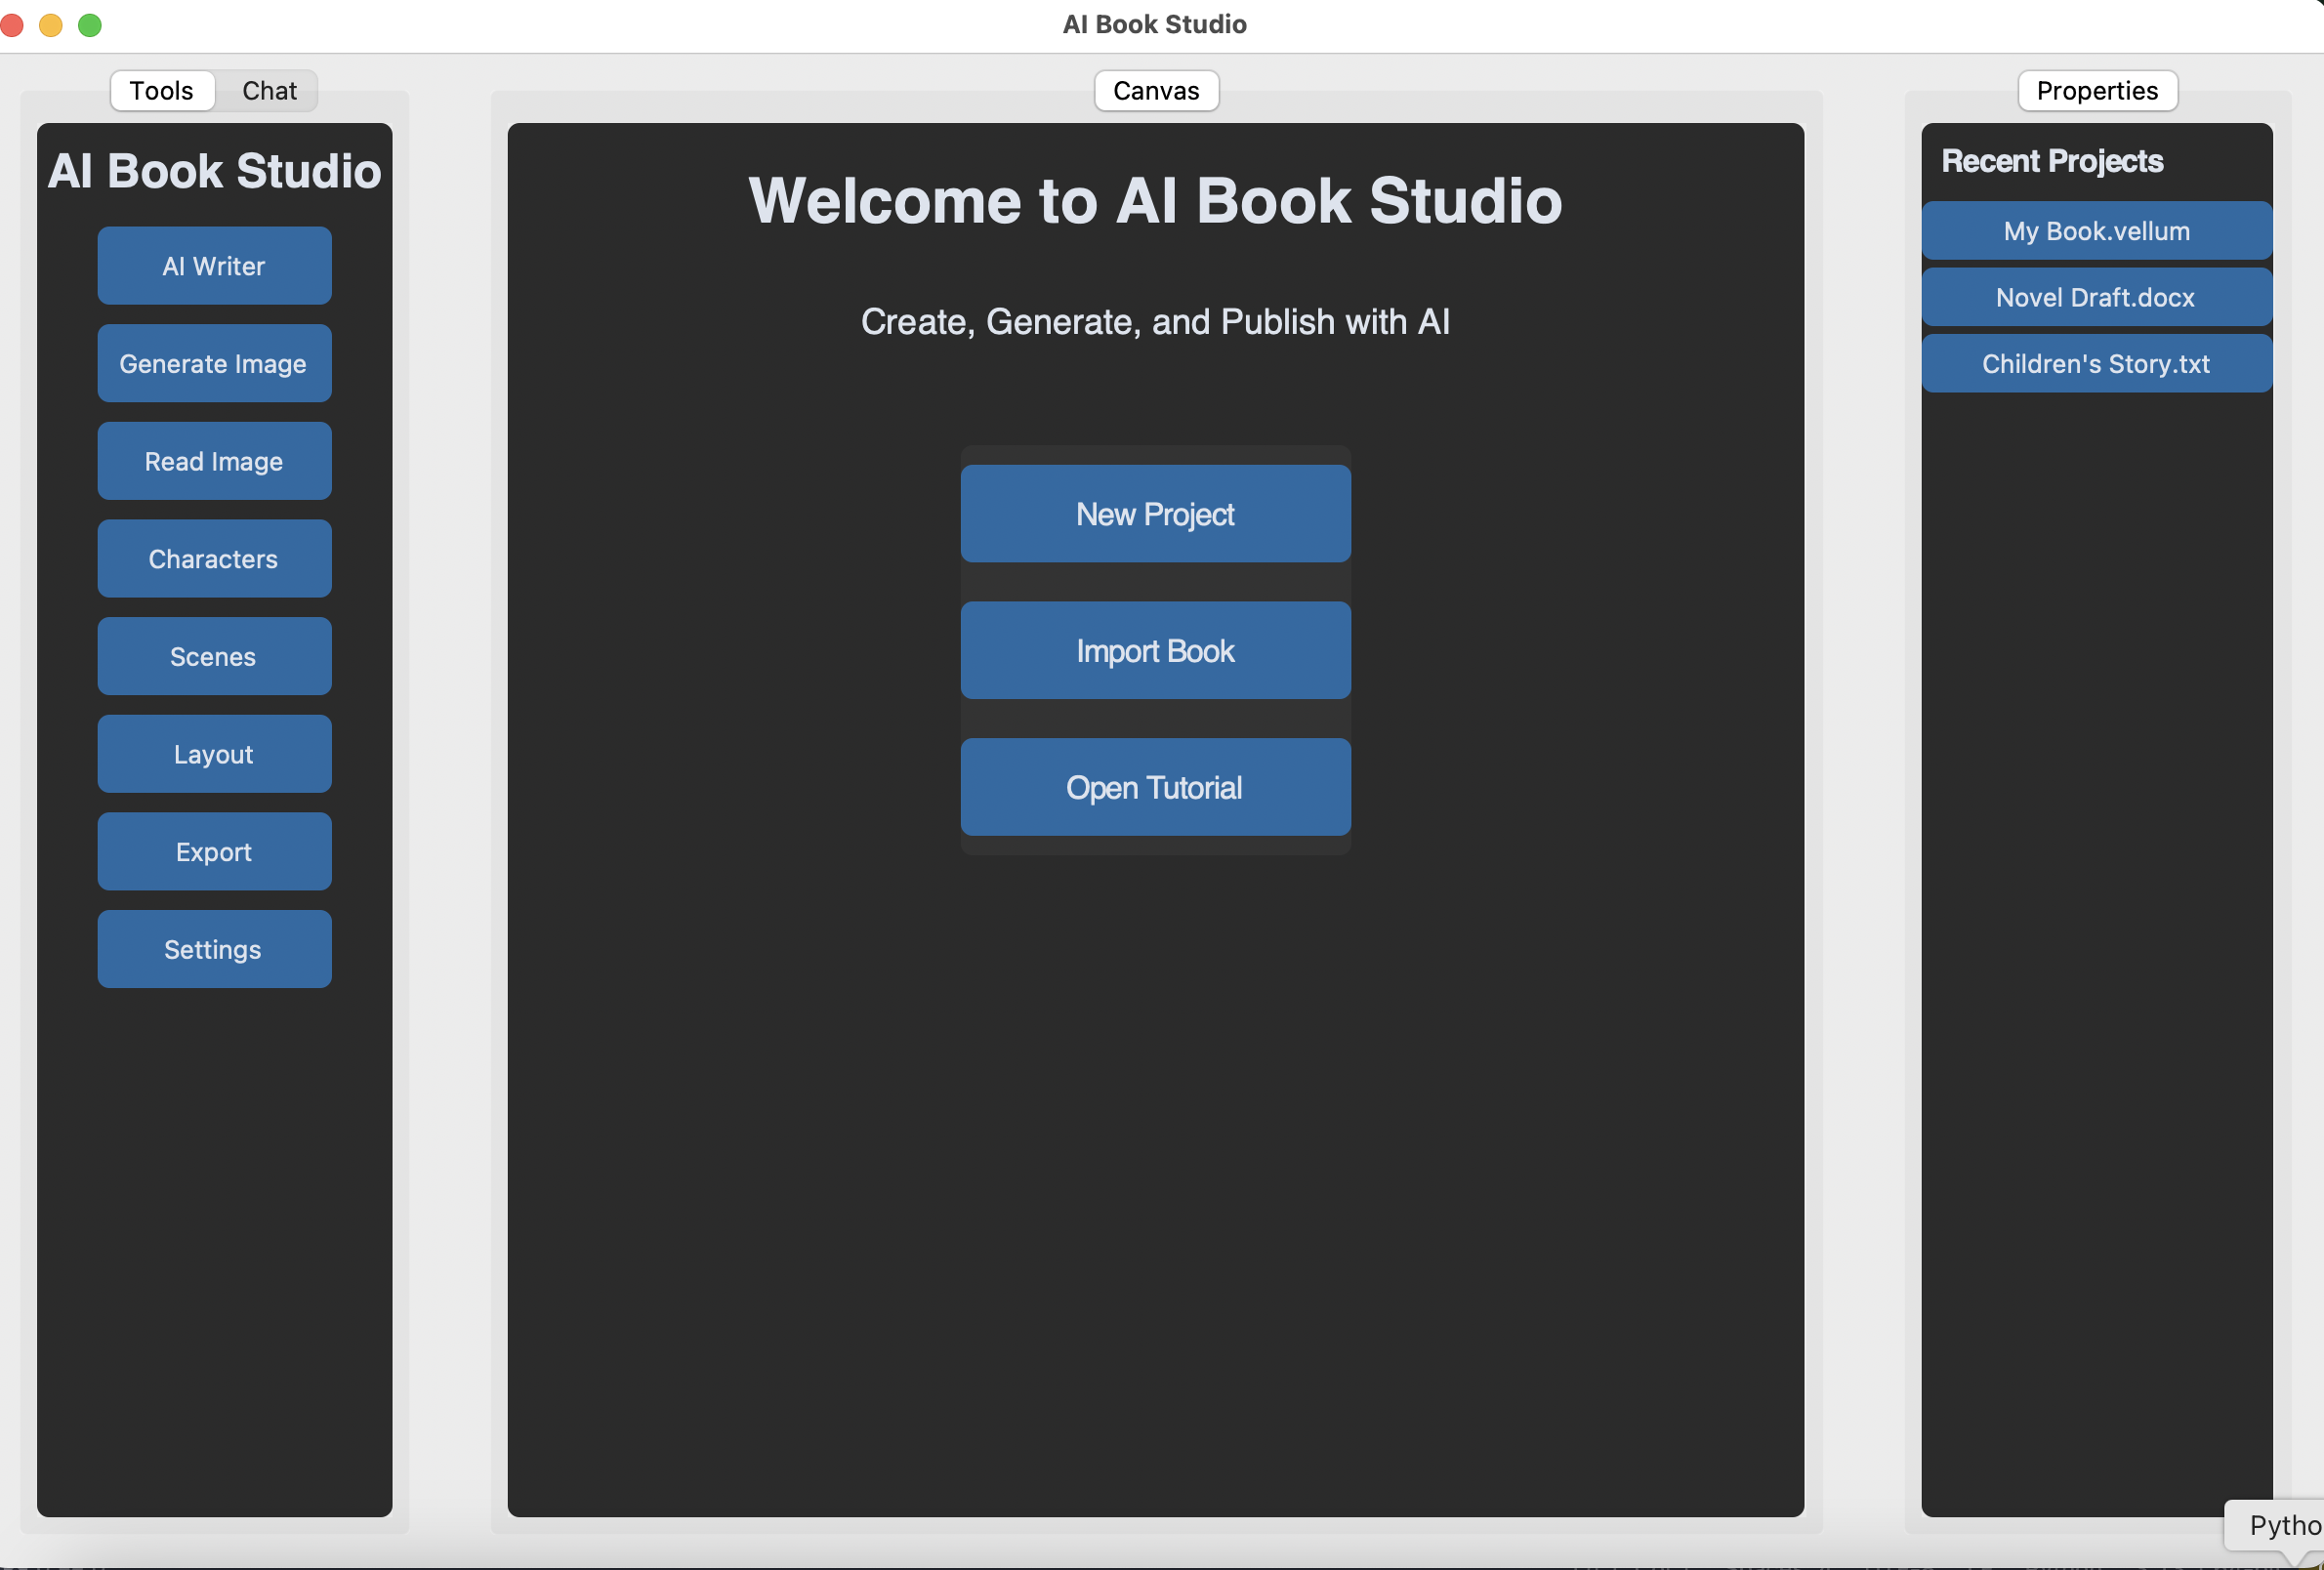 AI Book Studio
Tools
Chat
Canvas
Properties
AI Book Studio
AI Writer
Generate Image
Read Image
Characters
Scenes
Layout
Export
Settings
Welcome to AI Book Studio
Create, Generate, and Publish with AI
New Project
Import Book
Open Tutorial
Recent Projects
My Book.vellum
Novel Draft.docx
Children's Story.txt
Pytho